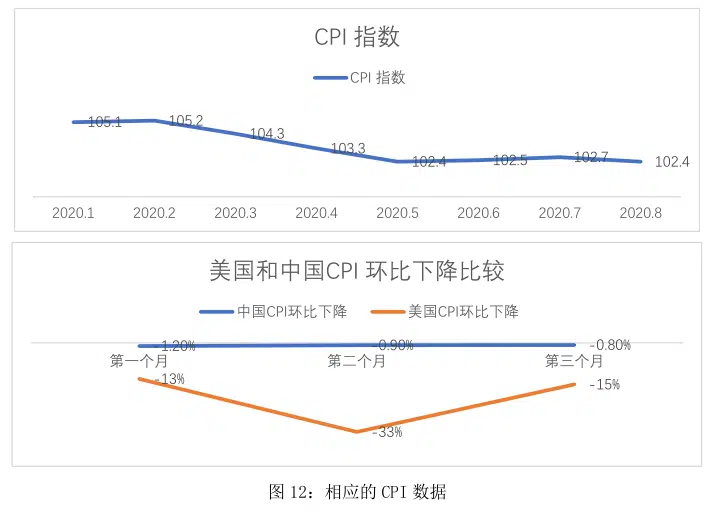 CPI 指数
CPI 指数
105.1 105.2 104.3 103.3 102.4 102.5 102.7 102.4
2020.1 2020.2 2020.3 2020.4 2020.5 2020.6 2020.7 2020.8
美国和中国CPI 环比下降比较
中国CPI环比下降 美国CPI环比下降
-1.20% -0.90% -0.80%
第一个月 第二个月 第三个月
-13% -33% -15%
图 12：相应的 CPI 数据